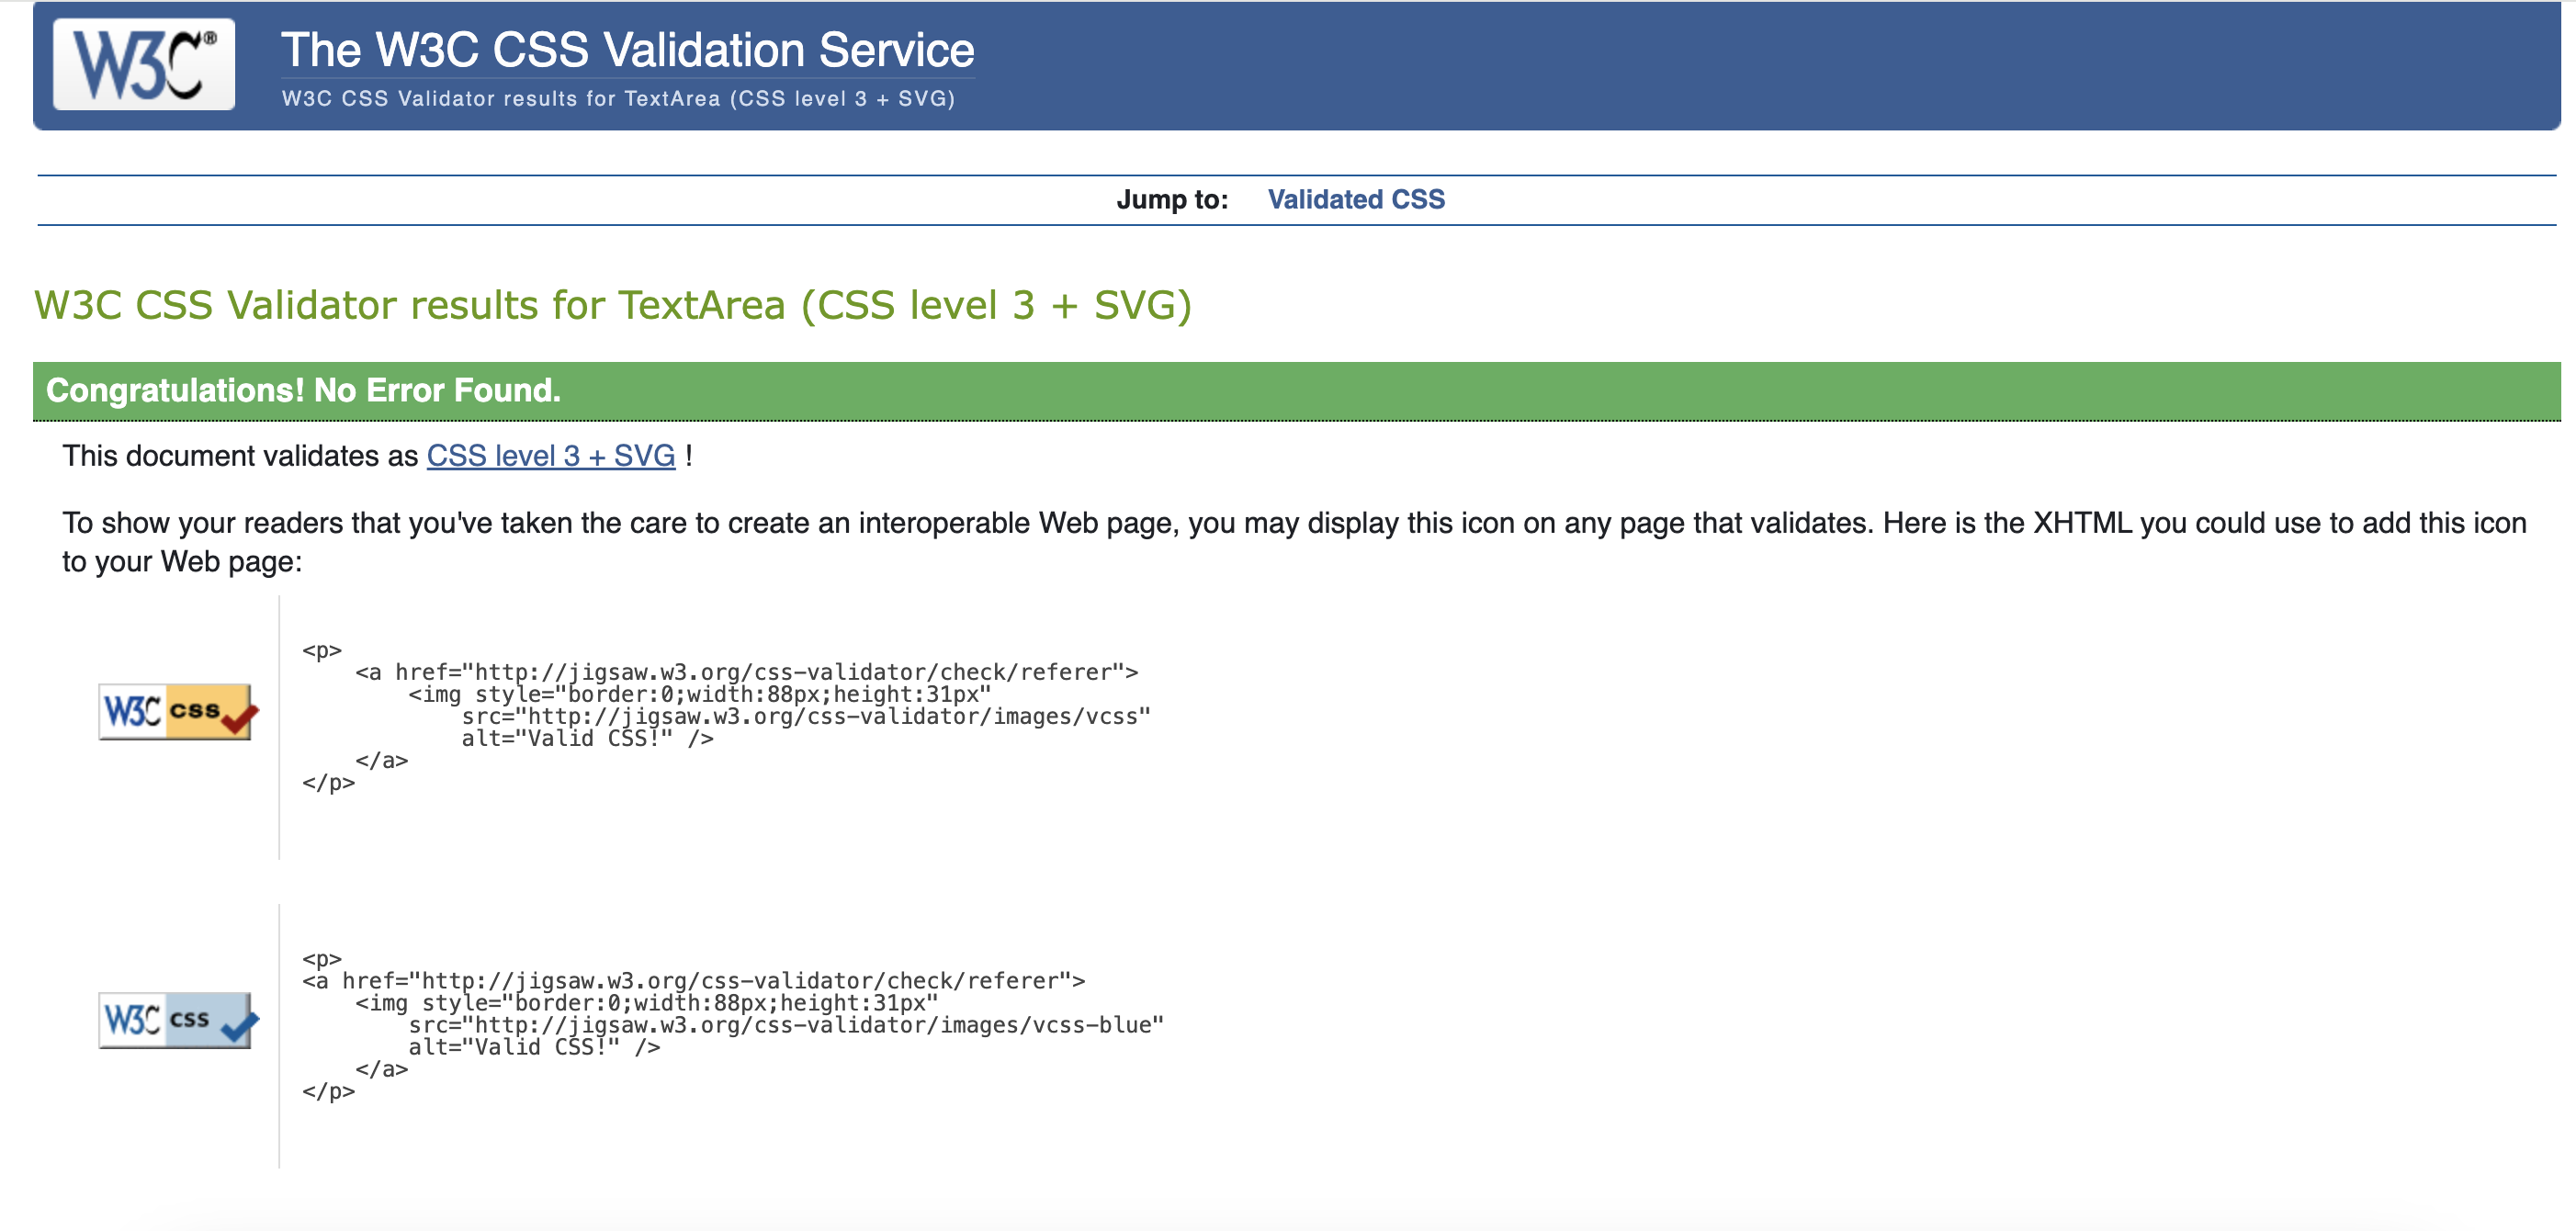 W3C®
The W3C CSS Validation Service
W3C CSS Validator results for TextArea (CSS level 3 + SVG)
Jump to: Validated CSS
W3C CSS Validator results for TextArea (CSS level 3 + SVG)
Congratulations! No Error Found.
This document validates as CSS level 3 + SVG !
To show your readers that you've taken the care to create an interoperable Web page, you may display this icon on any page that validates. Here is the XHTML you could use to add this icon
to your Web page:
W3C css
<p>
    <a href="http://jigsaw.w3.org/css-validator/check/referer">
        <img style="border:0;width:88px;height:31px"
            src="http://jigsaw.w3.org/css-validator/images/vcss"
            alt="Valid CSS!" />
    </a>
</p>
W3C css
<p>
<a href="http://jigsaw.w3.org/css-validator/check/referer">
    <img style="border:0;width:88px;height:31px"
        src="http://jigsaw.w3.org/css-validator/images/vcss-blue"
        alt="Valid CSS!" />
    </a>
</p>